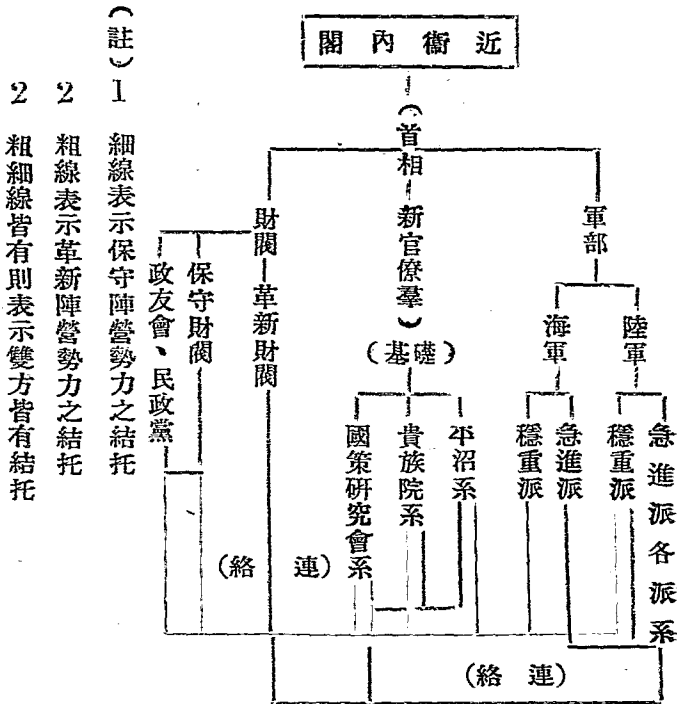 近衞內閣
(首相 新官僚羣)
(基礎)
軍部
陸軍
急進派各派系
穩重派
海軍
急進派
穩重派
平沼系
貴族院系
國策研究會系
財閥
革新財閥
保守財閥
政友會、民政黨
(連絡)
(連絡)
(註)1 細線表示保守陣營勢力之結托
2 粗線表示革新陣營勢力之結托
2 粗細線皆有則表示雙方皆有結托